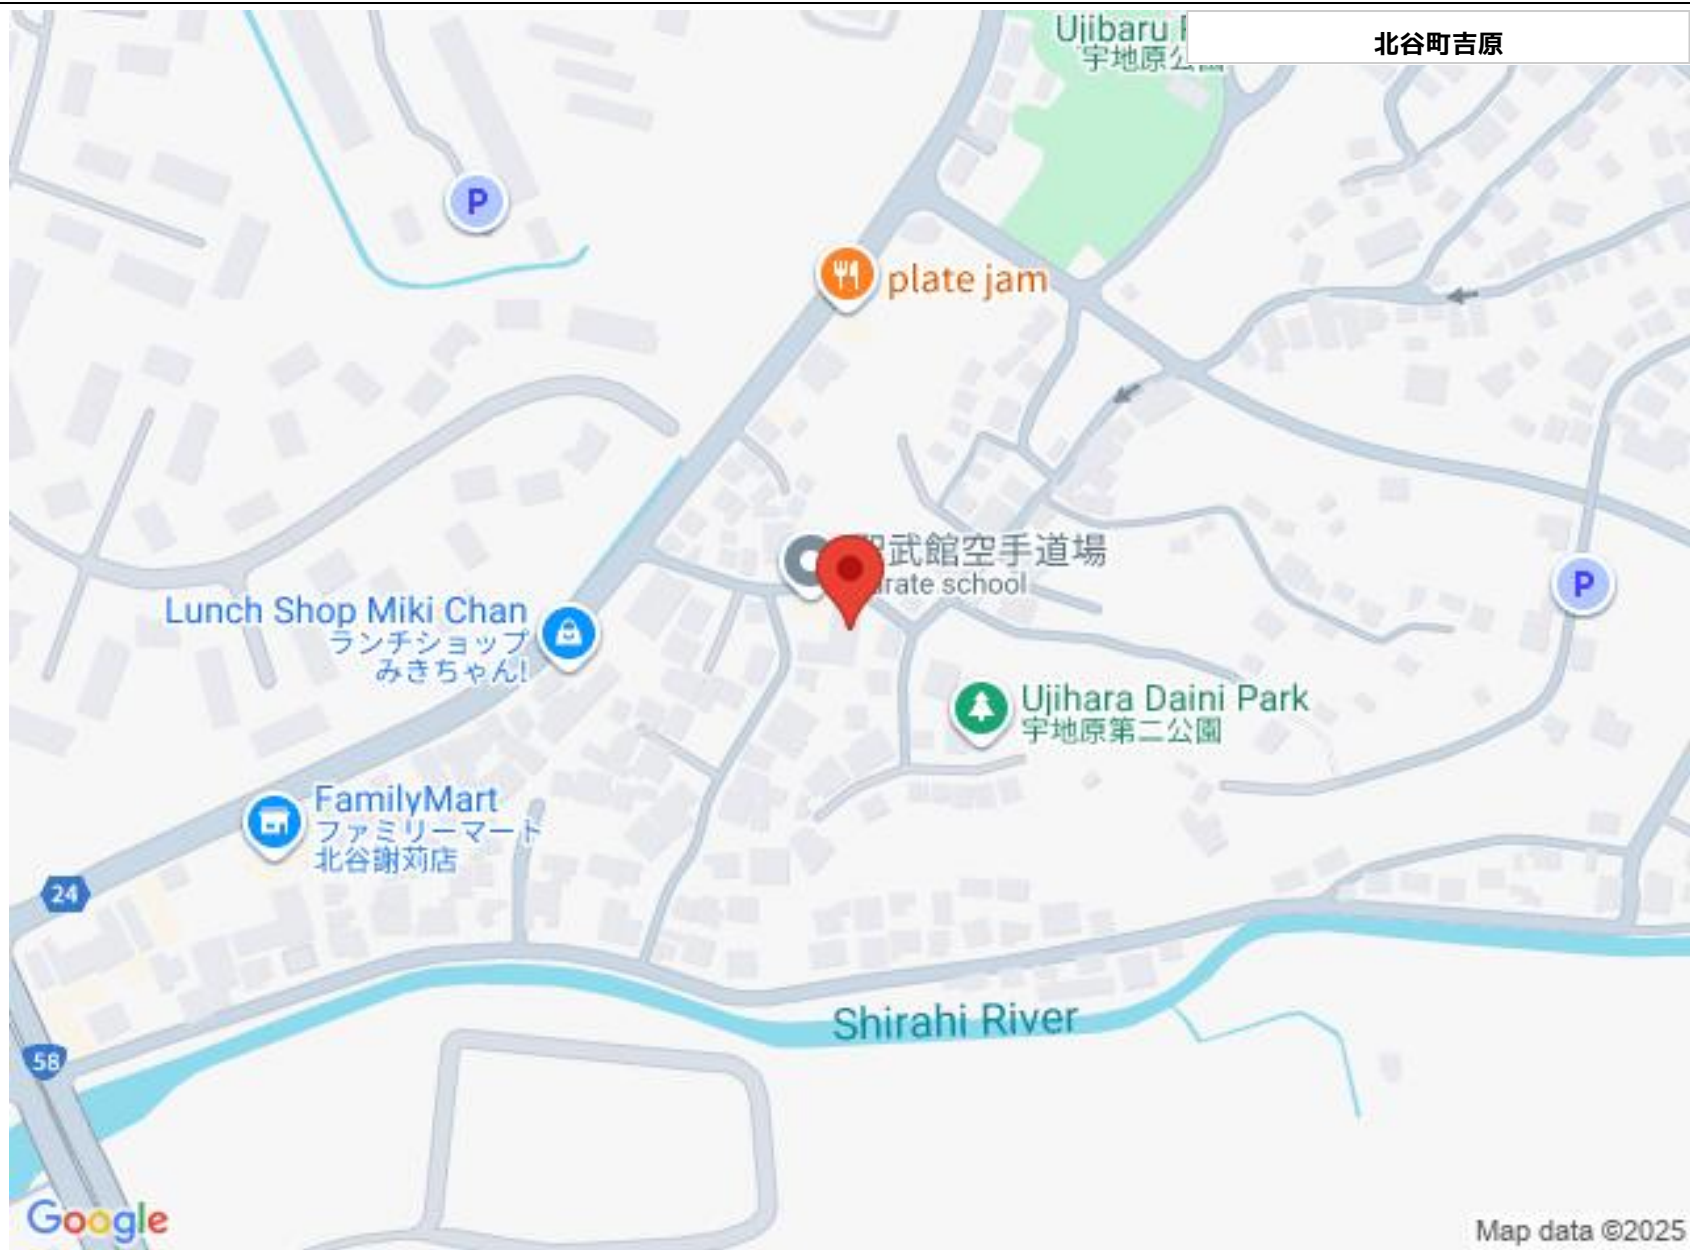 Ujibaru
宇地原公園
北谷町吉原
P
plate jam
武館空手道場
rate school
P
Lunch Shop Miki Chan
ランチショップ
みきちゃん!
Ujihara Daini Park
宇地原第二公園
FamilyMart
ファミリーマート
北谷謝苅店
24
Shirahi River
58
Google
Map data ©2025